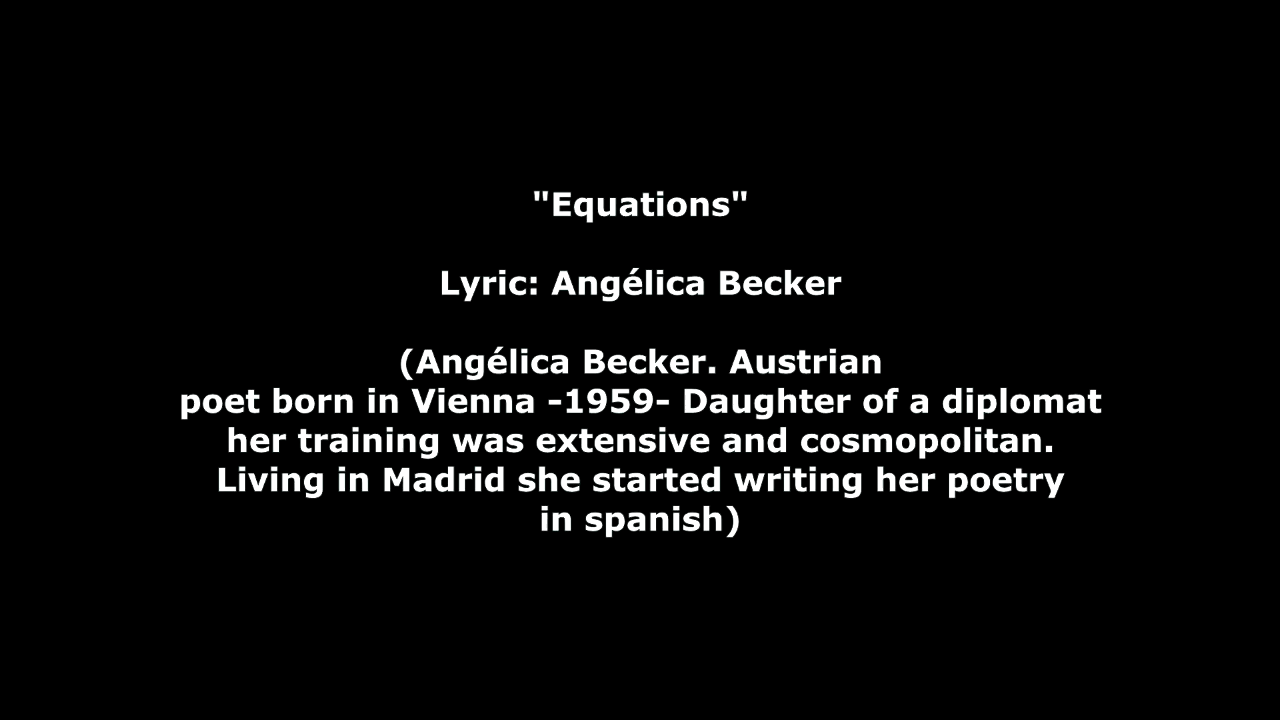 "Equations"
Lyric: Angélica Becker
(Angélica Becker. Austrian
poet born in Vienna -1959- Daughter of a diplomat
her training was extensive and cosmopolitan.
Living in Madrid she started writing her poetry
in spanish)